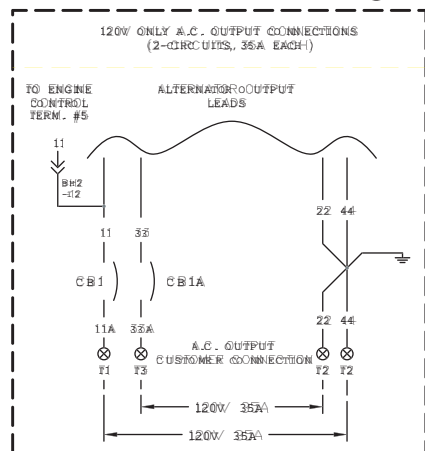 120V ONLY A.C. OUTPUT CONNECTIONS
(2-CIRCUITS, 35A EACH)
TO ENGINE
CONTROL
TERM. #5
ALTERNATOR OUTPUT
LEADS
11
BH2
-12
22 44
11 33
CB1 CB1A
22 44
11A 33A
A.C. OUTPUT
CUSTOMER CONNECTION
T1 T3 T2 T2
120V/ 35A
120V/ 35A